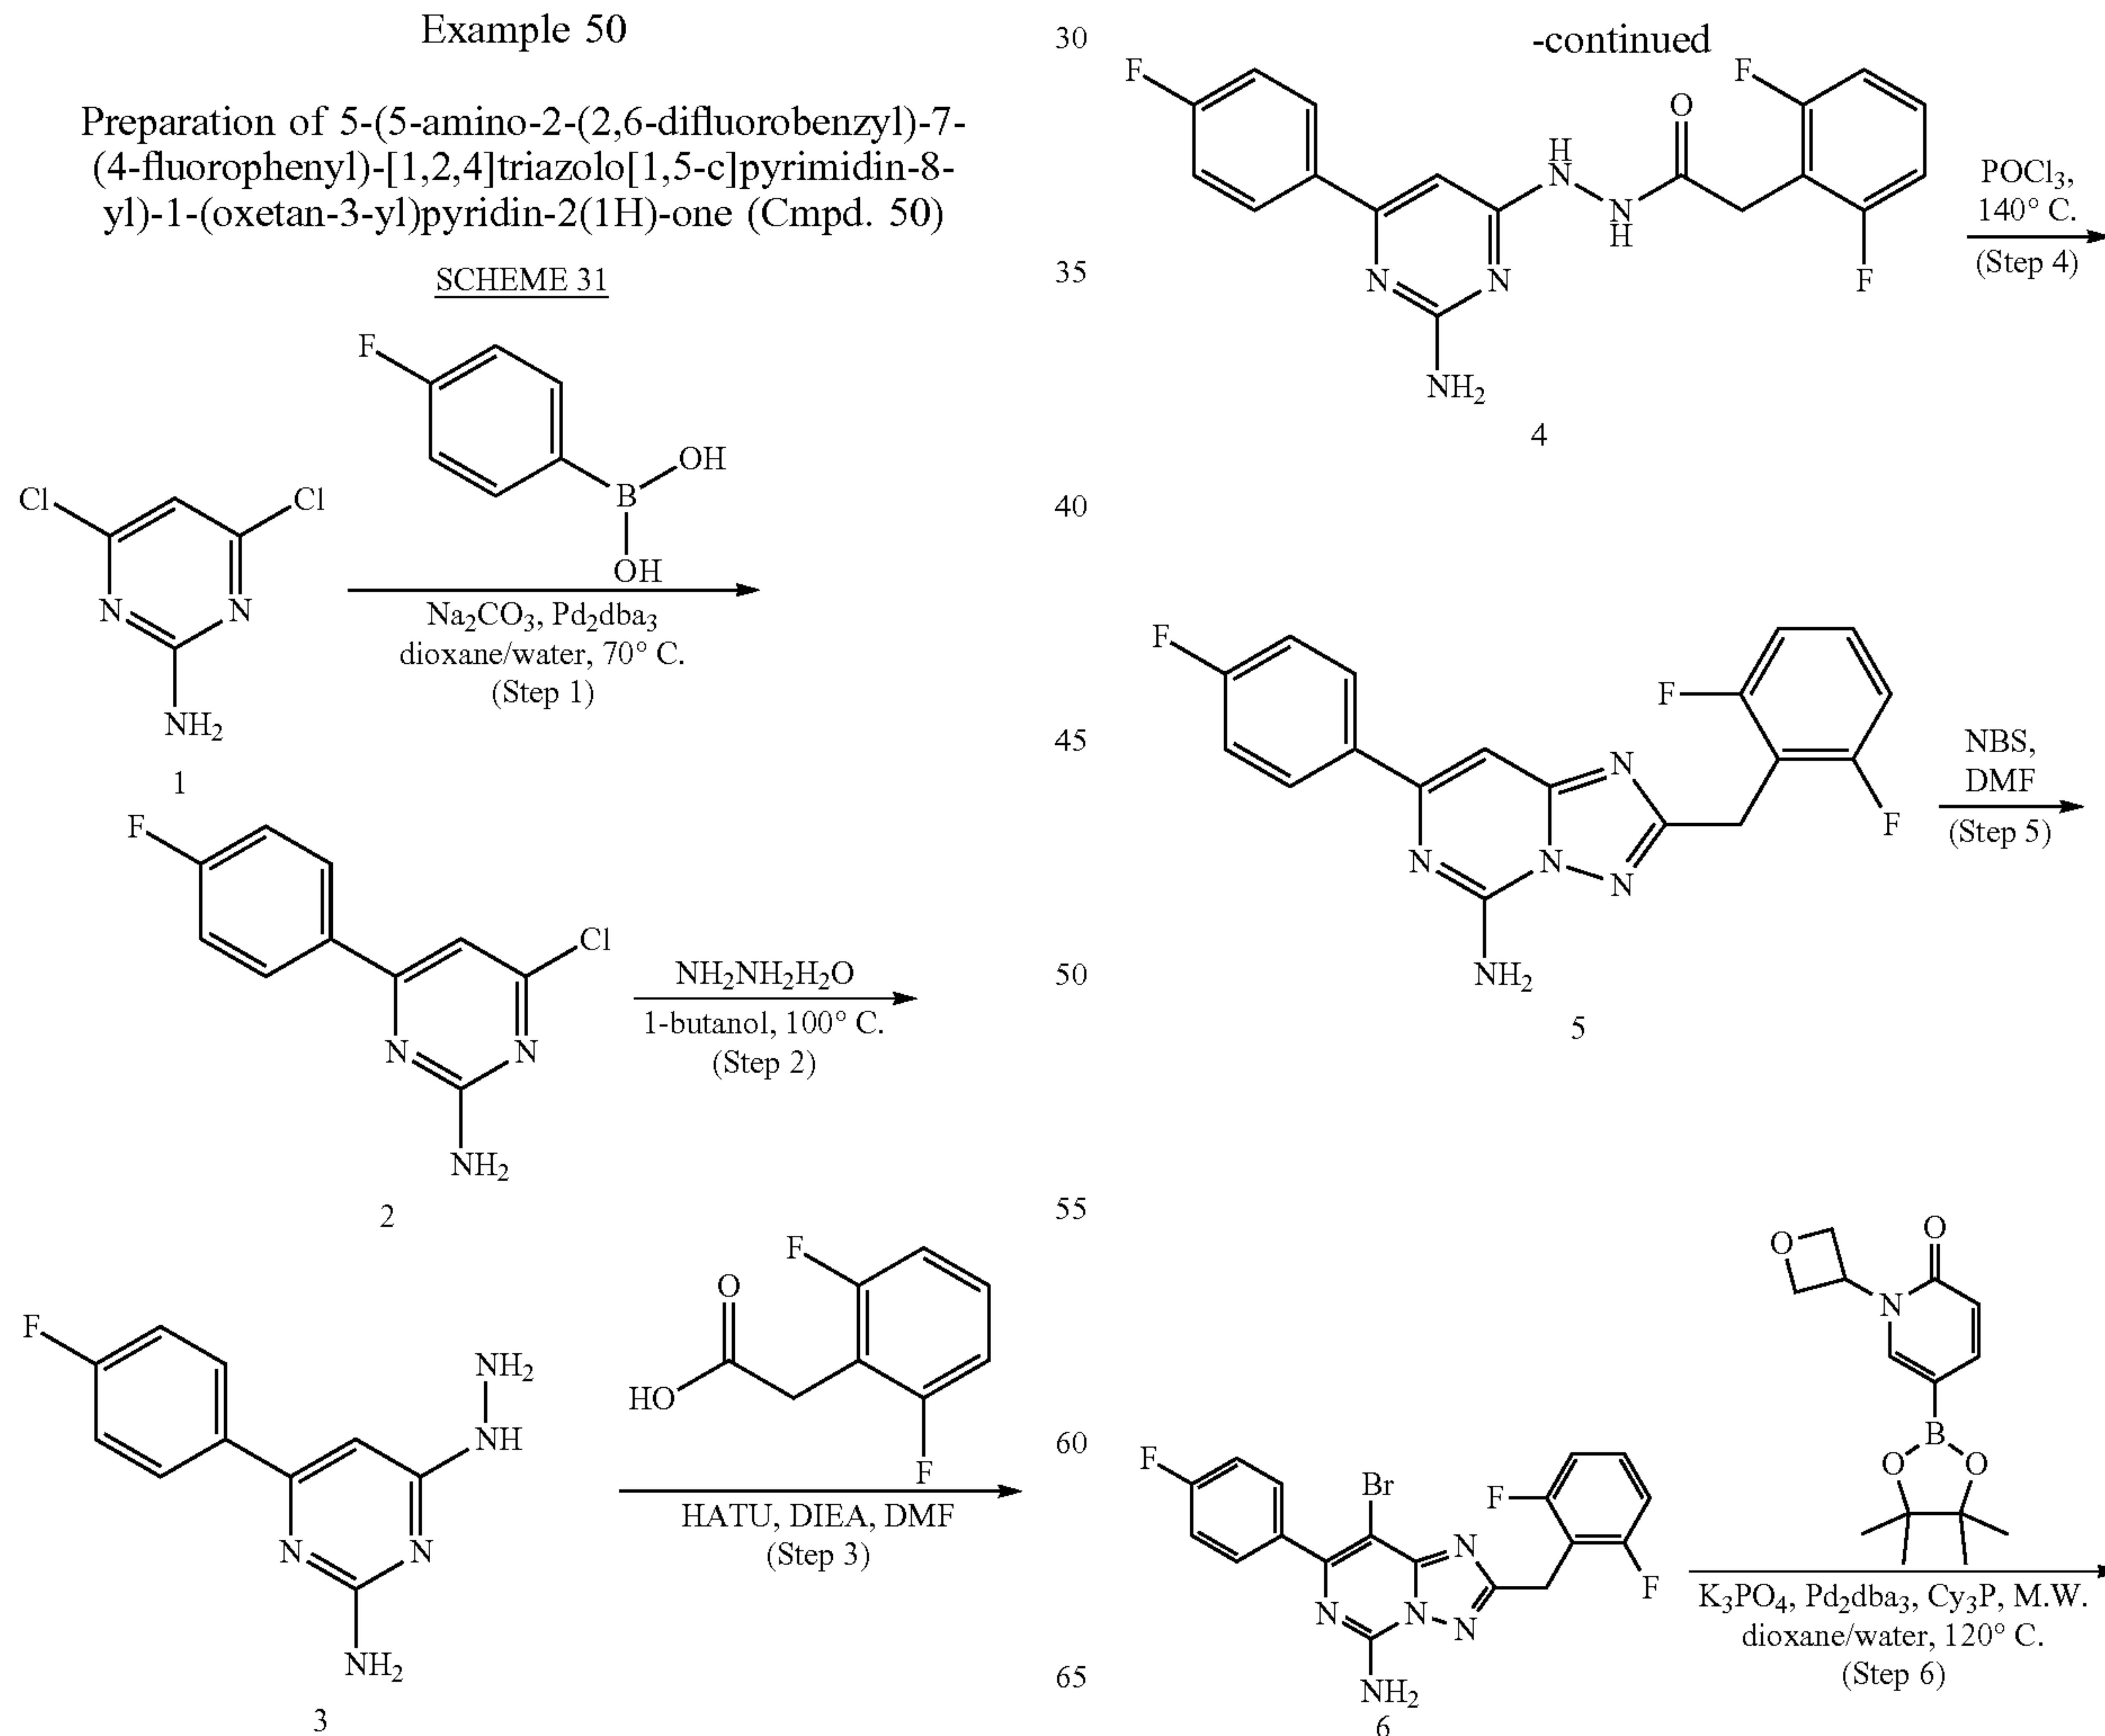 Example 50
Preparation of 5-(5-amino-2-(2,6-difluorobenzyl)-7-
(4-fluorophenyl)-[1,2,4]triazolo[1,5-c]pyrimidin-8-
yl)-1-(oxetan-3-yl)pyridin-2(1H)-one (Cmpd. 50)
SCHEME 31
F
B
OH
OH
Cl
Cl
N
N
NH₂
1
Na₂CO₃, Pd₂dba₃
dioxane/water, 70° C.
(Step 1)
F
Cl
N
N
NH₂
2
NH₂NH₂H₂O
1-butanol, 100° C.
(Step 2)
F
NH₂
NH
N
N
NH₂
3
O
HO
F
F
HATU, DIEA, DMF
(Step 3)
30
35
40
45
50
55
60
65
-continued
F
H
N
N
H
O
F
F
N
N
NH₂
4
POCl₃,
140° C.
(Step 4)
F
F
F
N
N
N
N
NH₂
5
NBS,
DMF
(Step 5)
F
Br
F
F
N
N
N
N
NH₂
6
O
O
N
B
O
O
K₃PO₄, Pd₂dba₃, Cy₃P, M.W.
dioxane/water, 120° C.
(Step 6)